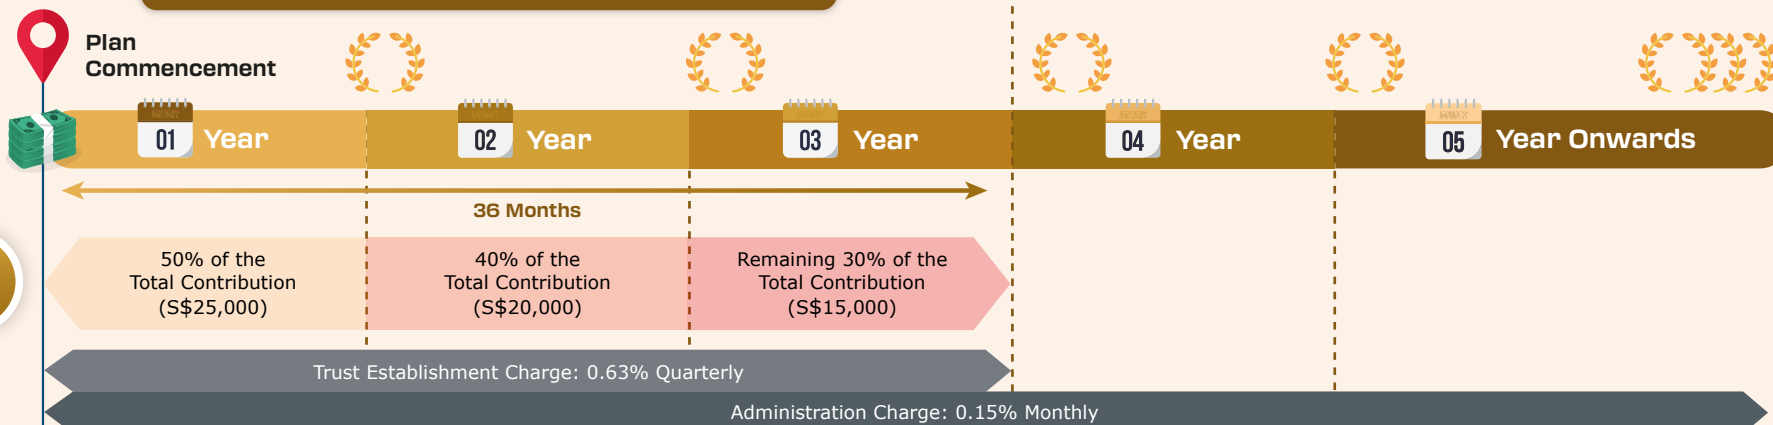 Plan
Commencement
01 Year
02 Year
03 Year
04 Year
05 Year Onwards
36 Months
50% of the
Total Contribution
(S$25,000)
40% of the
Total Contribution
(S$20,000)
Remaining 30% of the
Total Contribution
(S$15,000)
Trust Establishment Charge: 0.63% Quarterly
Administration Charge: 0.15% Monthly